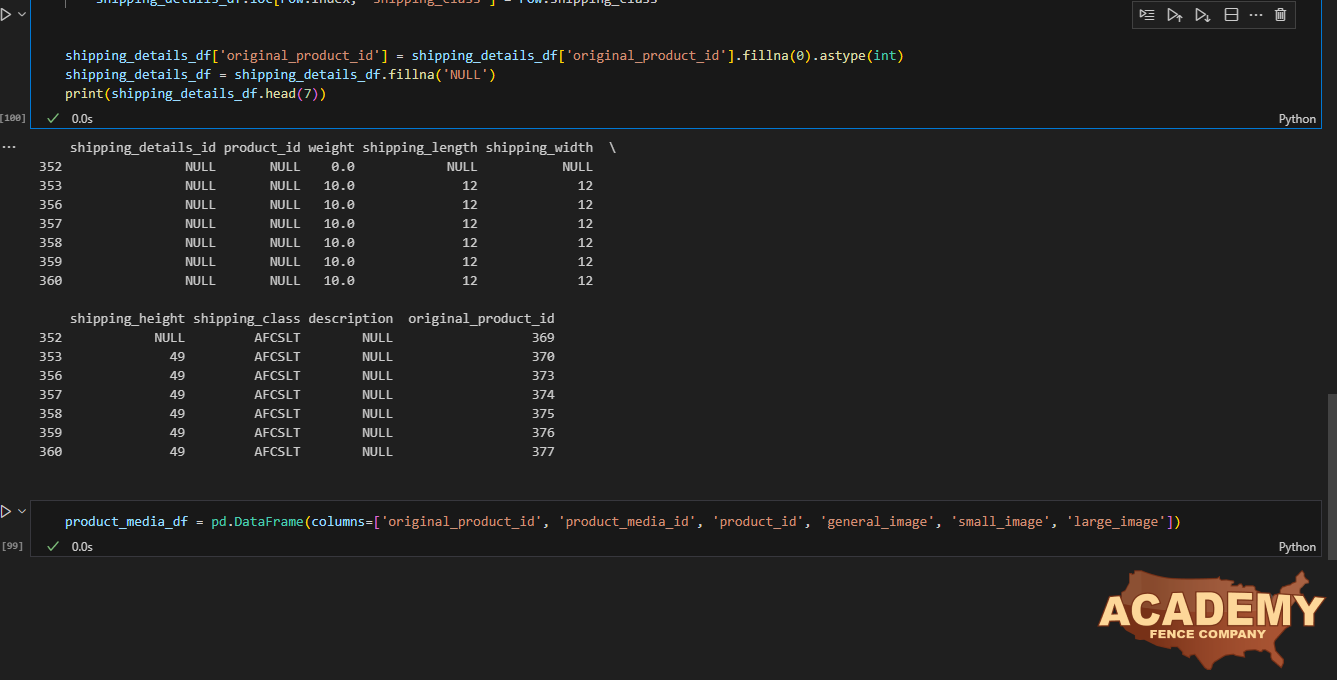 shipping_details_df.loc[row.Index, 'shipping_class'] = row.shipping_class
shipping_details_df['original_product_id'] = shipping_details_df['original_product_id'].fillna(0).astype(int)
shipping_details_df = shipping_details_df.fillna('NULL')
print(shipping_details_df.head(7))
[100]
0.0s
Python
shipping_details_id product_id weight shipping_length shipping_width \
352 NULL NULL 0.0 NULL NULL
353 NULL NULL 10.0 12 12
356 NULL NULL 10.0 12 12
357 NULL NULL 10.0 12 12
358 NULL NULL 10.0 12 12
359 NULL NULL 10.0 12 12
360 NULL NULL 10.0 12 12
shipping_height shipping_class description original_product_id
352 NULL AFCSLT NULL 369
353 49 AFCSLT NULL 370
356 49 AFCSLT NULL 373
357 49 AFCSLT NULL 374
358 49 AFCSLT NULL 375
359 49 AFCSLT NULL 376
360 49 AFCSLT NULL 377
product_media_df = pd.DataFrame(columns=['original_product_id', 'product_media_id', 'product_id', 'general_image', 'small_image', 'large_image'])
[99]
0.0s
Python
ACADEMY
FENCE COMPANY